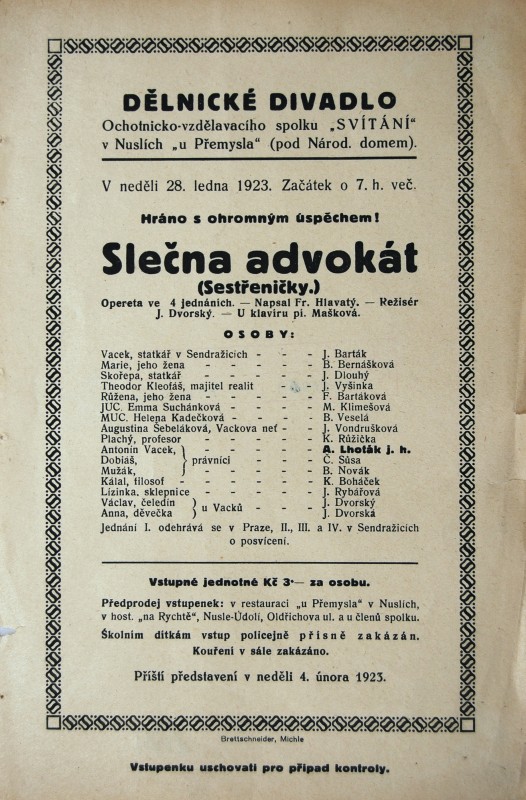 DĚLNICKÉ DIVADLO
Ochotnicko-vzdělavacího spolku „SVÍTÁNÍ“
v Nuslích „u Přemysla“ (pod Národ. domem).
V neděli 28. ledna 1923. Začátek o 7. h. več.
Hráno s ohromným úspěchem!
Slečna advokát
(Sestřeničky.)
Opereta ve 4 jednáních. — Napsal Fr. Hlavatý. — Režisér
J. Dvorský. — U klavíru pí. Mašková.
OSOBY:
Vacek, statkář v Sendražicích - - - J. Barták
Marie, jeho žena - - - - - B. Bernášková
Skořepa, statkář - - - - - J. Dlouhý
Theodor Kleofáš, majitel realit - - - J. Vyšinka
Růžena, jeho žena - - - - - F. Bartáková
JUC. Emma Suchánková - - - - M. Klimešová
MUC. Helena Kadečková - - - - B. Veselá
Augustina Šebeláková, Vackova neť - - J. Vondrušková
Plachý, profesor - - - - - K. Růžička
Antonín Vacek, - - - - A. Lhoták j. h.
Dobiáš, } právníci - - - - Č. Sůsa
Mužák, - - - - B. Novák
Kálal, filosof - - - - - - K. Boháček
Lízinka, sklepnice - - - - - J. Rybářová
Václav, čeledín } u Vacků - - - J. Dvorský
Anna, děvečka - - - J. Dvorská
Jednání I. odehrává se v Praze, II., III. a IV. v Sendražicích
o posvícení.
Vstupné jednotné Kč 3·— za osobu.
Předprodej vstupenek: v restauraci „u Přemysla“ v Nuslích,
v host. „na Rychtě“, Nusle-Údolí, Oldřichova ul. a u členů spolku.
Školním dítkám vstup policejně přísně zakázán.
Kouření v sále zakázáno.
Příští představení v neděli 4. února 1923.
Brettschneider, Michle
Vstupenku uschovati pro případ kontroly.